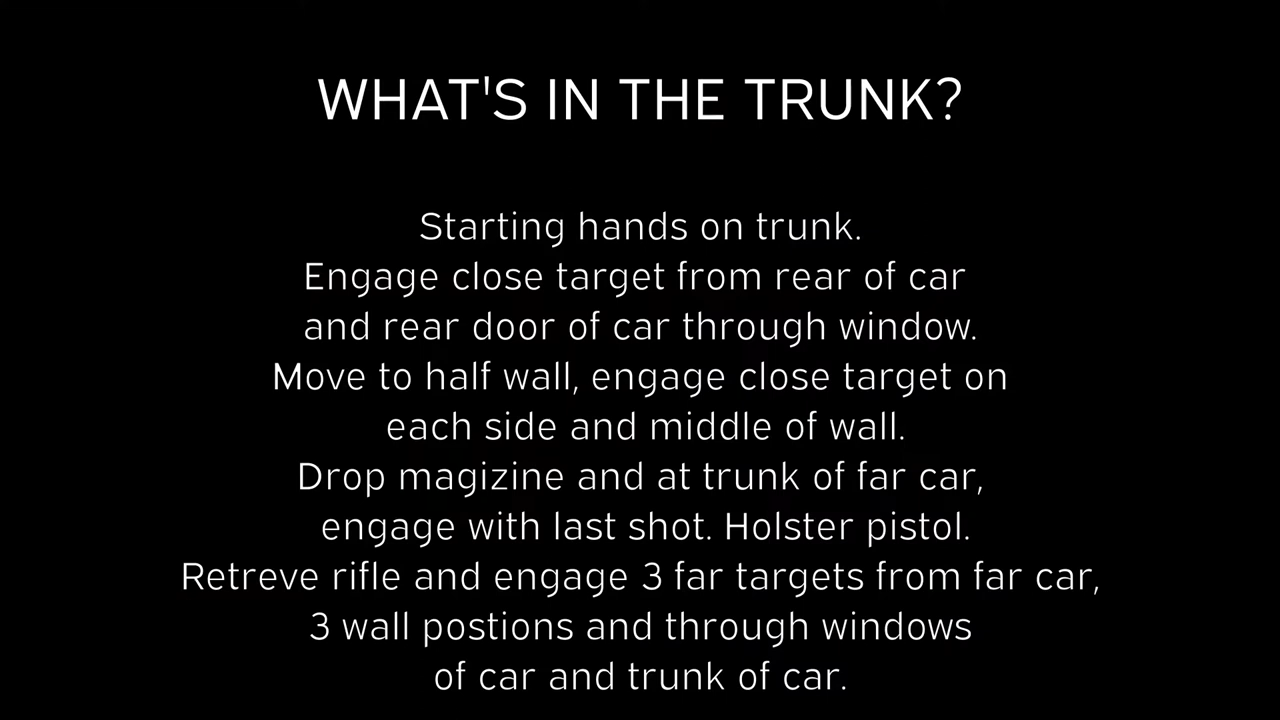 WHAT'S IN THE TRUNK?
Starting hands on trunk.
Engage close target from rear of car
and rear door of car through window.
Move to half wall, engage close target on
each side and middle of wall.
Drop magizine and at trunk of far car,
engage with last shot. Holster pistol.
Retreve rifle and engage 3 far targets from far car,
3 wall postions and through windows
of car and trunk of car.